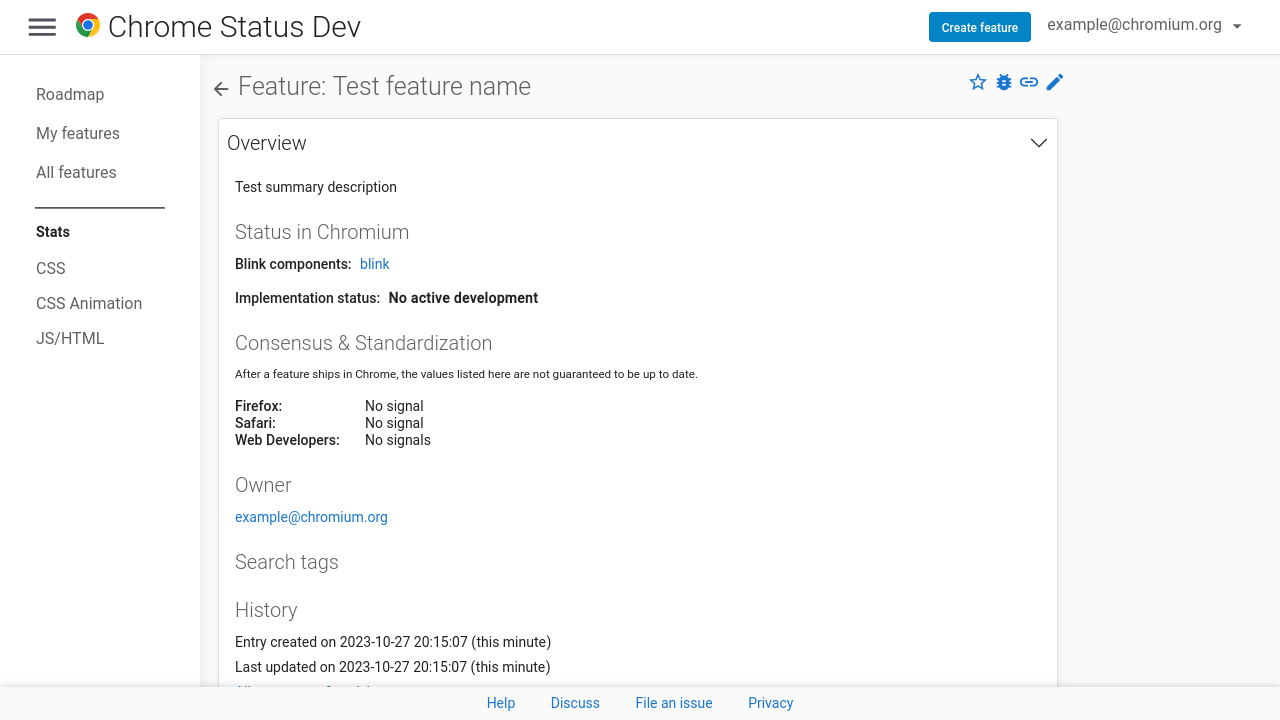 Chrome Status Dev
Create feature
example@chromium.org
Roadmap
My features
All features
Stats
CSS
CSS Animation
JS/HTML
Feature: Test feature name
Overview
Test summary description
Status in Chromium
Blink components: blink
Implementation status: No active development
Consensus & Standardization
After a feature ships in Chrome, the values listed here are not guaranteed to be up to date.
Firefox: No signal
Safari: No signal
Web Developers: No signals
Owner
example@chromium.org
Search tags
History
Entry created on 2023-10-27 20:15:07 (this minute)
Last updated on 2023-10-27 20:15:07 (this minute)
Help Discuss File an issue Privacy